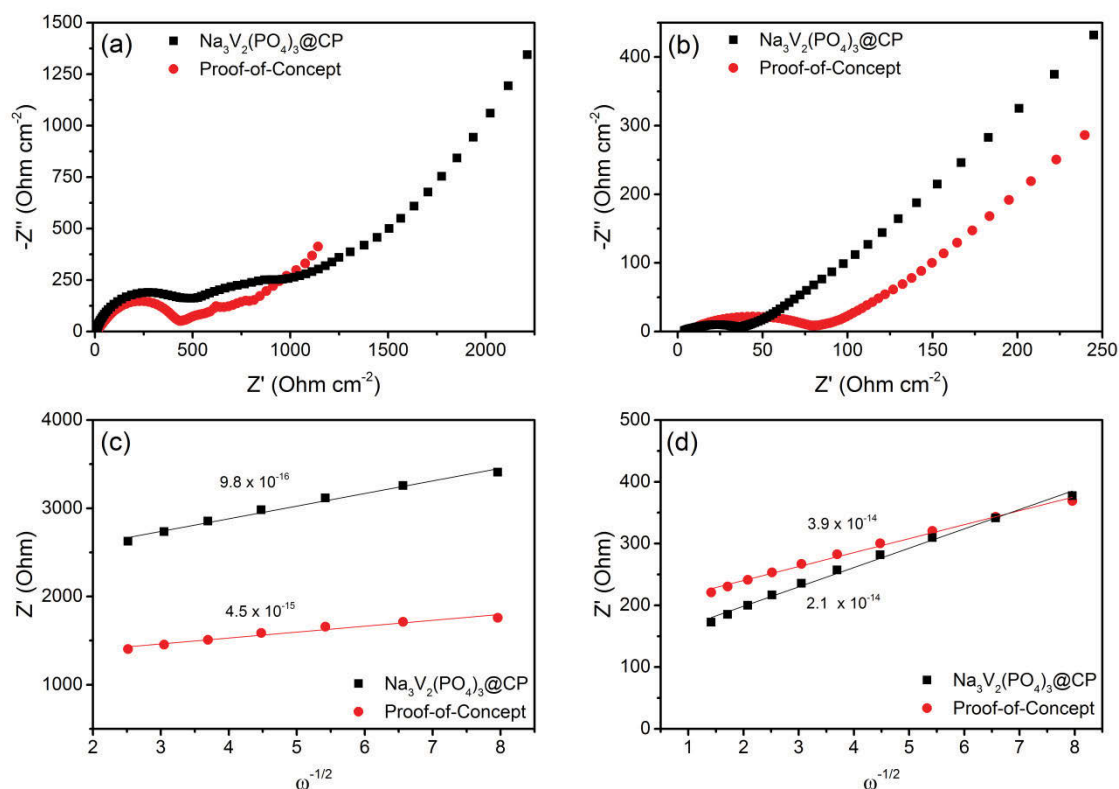 (a)
Na₃V₂(PO₄)₃@CP
Proof-of-Concept
1500
1250
1000
750
500
250
0
-Z'' (Ohm cm⁻²)
0 500 1000 1500 2000
Z' (Ohm cm⁻²)
(b)
Na₃V₂(PO₄)₃@CP
Proof-of-Concept
400
300
200
100
0
-Z'' (Ohm cm⁻²)
0 50 100 150 200 250
Z' (Ohm cm⁻²)
(c)
4000
3000
2000
1000
Z' (Ohm)
9.8 x 10⁻¹⁶
4.5 x 10⁻¹⁵
Na₃V₂(PO₄)₃@CP
Proof-of-Concept
2 3 4 5 6 7 8
ω⁻¹/²
(d)
500
400
300
200
100
0
Z' (Ohm)
3.9 x 10⁻¹⁴
2.1 x 10⁻¹⁴
Na₃V₂(PO₄)₃@CP
Proof-of-Concept
1 2 3 4 5 6 7 8
ω⁻¹/²